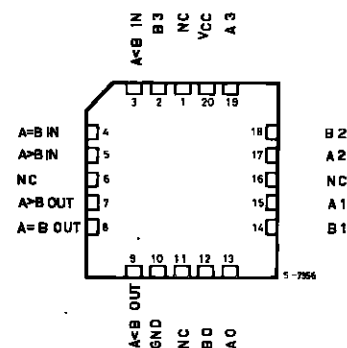 A<B IN
B3
NC
VCC
A3
3 2 1 20 19
A=B IN 4 18 B2
A>B IN 5 17 A2
NC 6 16 NC
A>B OUT 7 15 A1
A=B OUT 8 14 B1
9 10 11 12 13
S-7956
A<B OUT
GND
NC
B0
A0